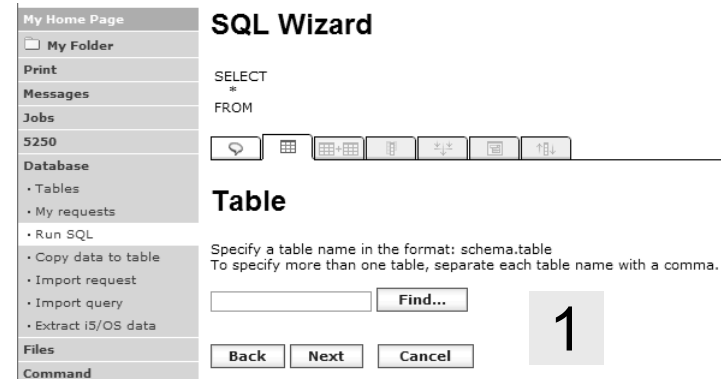 My Home Page
My Folder
Print
Messages
Jobs
5250
Database
• Tables
• My requests
• Run SQL
• Copy data to table
• Import request
• Import query
• Extract i5/OS data
Files
Command
SQL Wizard
SELECT
*
FROM
Table
Specify a table name in the format: schema.table
To specify more than one table, separate each table name with a comma.
Find...
Back Next Cancel
1